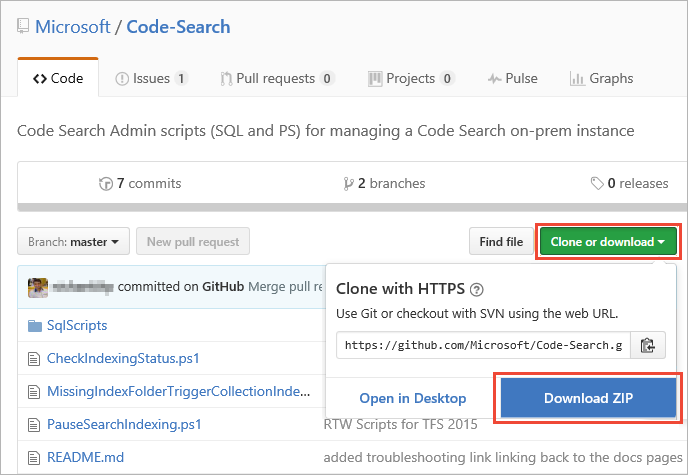 Microsoft / Code-Search
Code Issues 1 Pull requests 0 Projects 0 Pulse Graphs
Code Search Admin scripts (SQL and PS) for managing a Code Search on-prem instance
7 commits 2 branches 0 releases
Branch: master New pull request Find file Clone or download
committed on GitHub Merge pull re
Clone with HTTPS ?
Use Git or checkout with SVN using the web URL.
https://github.com/Microsoft/Code-Search.g
Open in Desktop Download ZIP
SqlScripts
CheckIndexingStatus.ps1
MissingIndexFolderTriggerCollectionInde...
PauseSearchIndexing.ps1 RTW Scripts for TFS 2015
README.md added troubleshooting link linking back to the docs pages